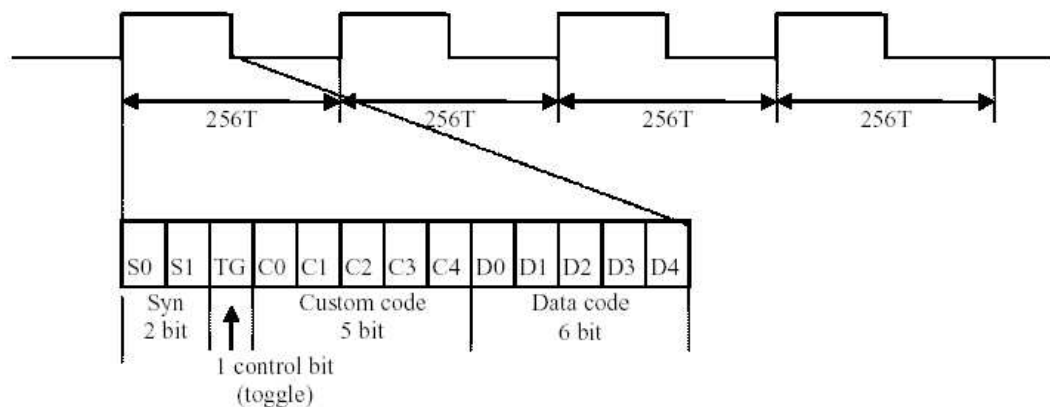 256T 256T 256T 256T
S0 S1 TG C0 C1 C2 C3 C4 D0 D1 D2 D3 D4
Syn Custom code Data code
2 bit 5 bit 6 bit
1 control bit
(toggle)